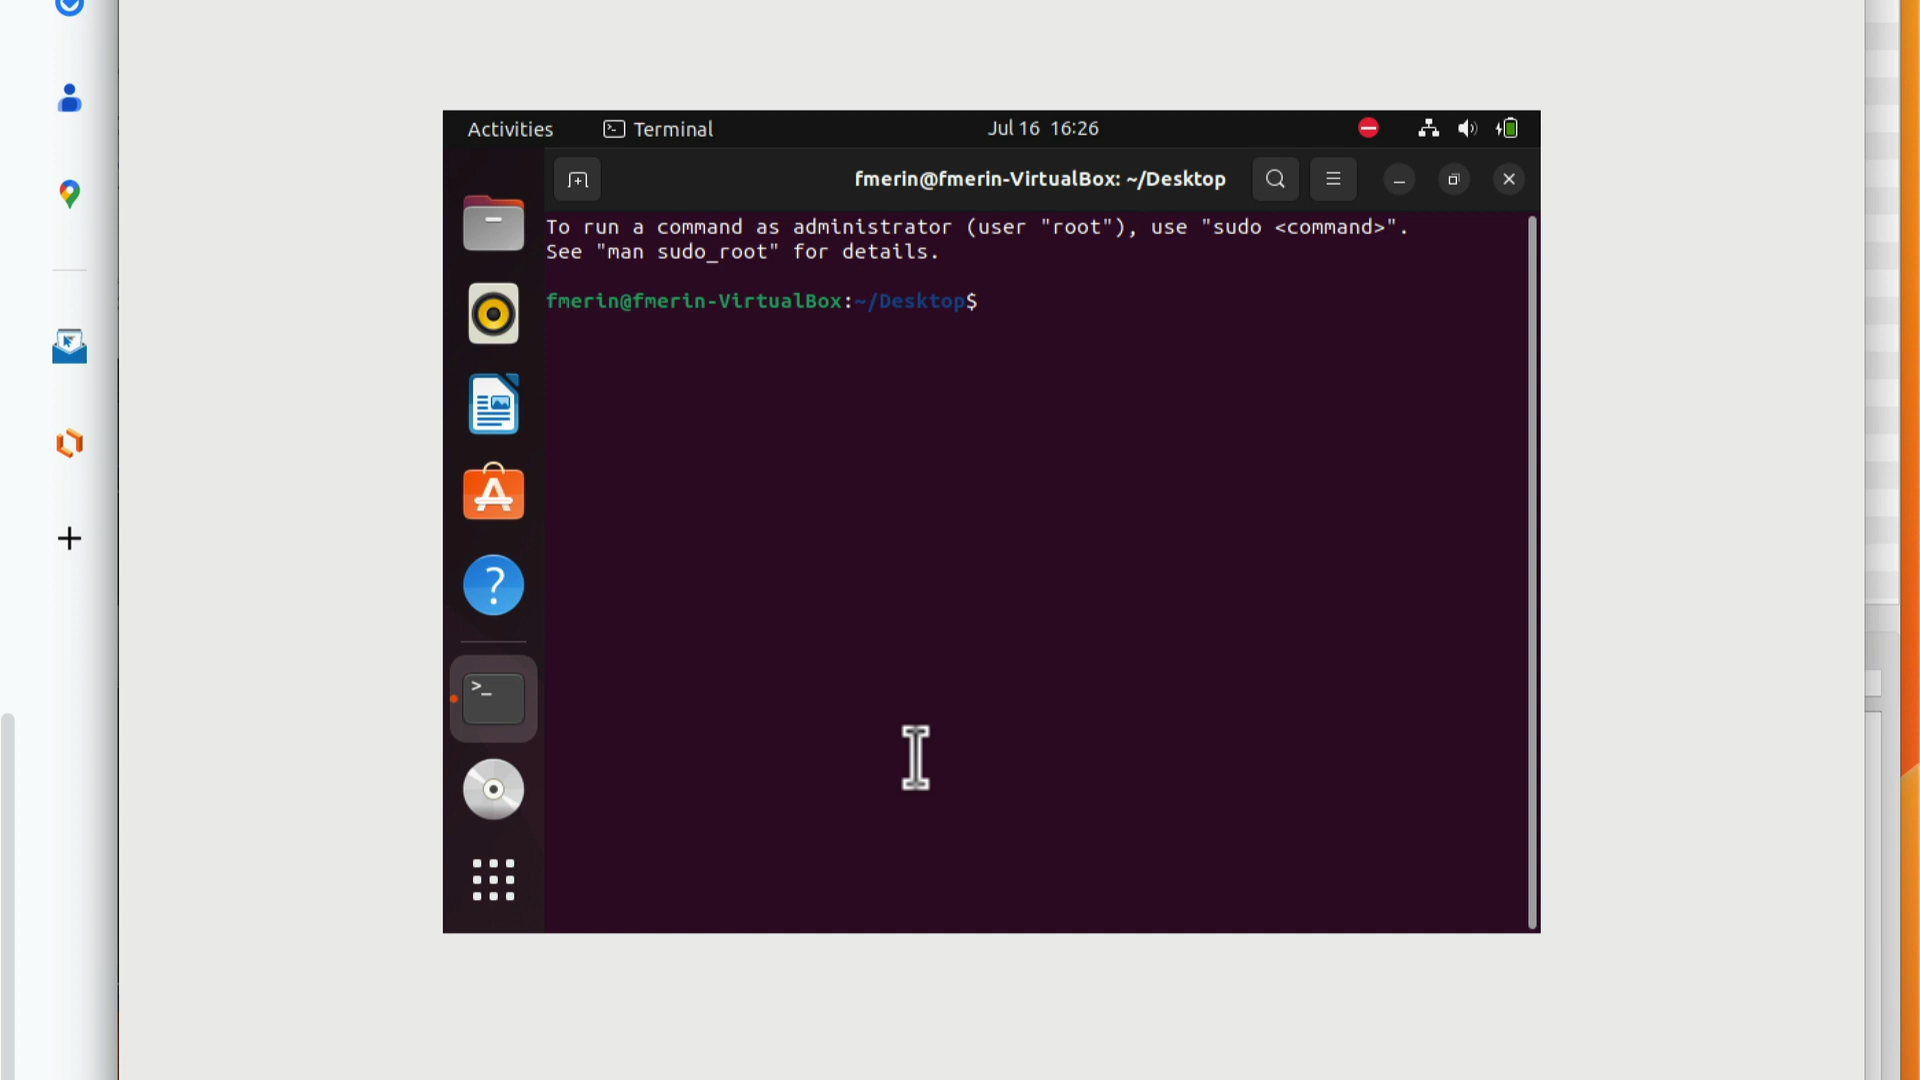 Activities Terminal Jul 16 16:26
fmerin@fmerin-VirtualBox: ~/Desktop
To run a command as administrator (user "root"), use "sudo <command>".
See "man sudo_root" for details.
fmerin@fmerin-VirtualBox:~/Desktop$